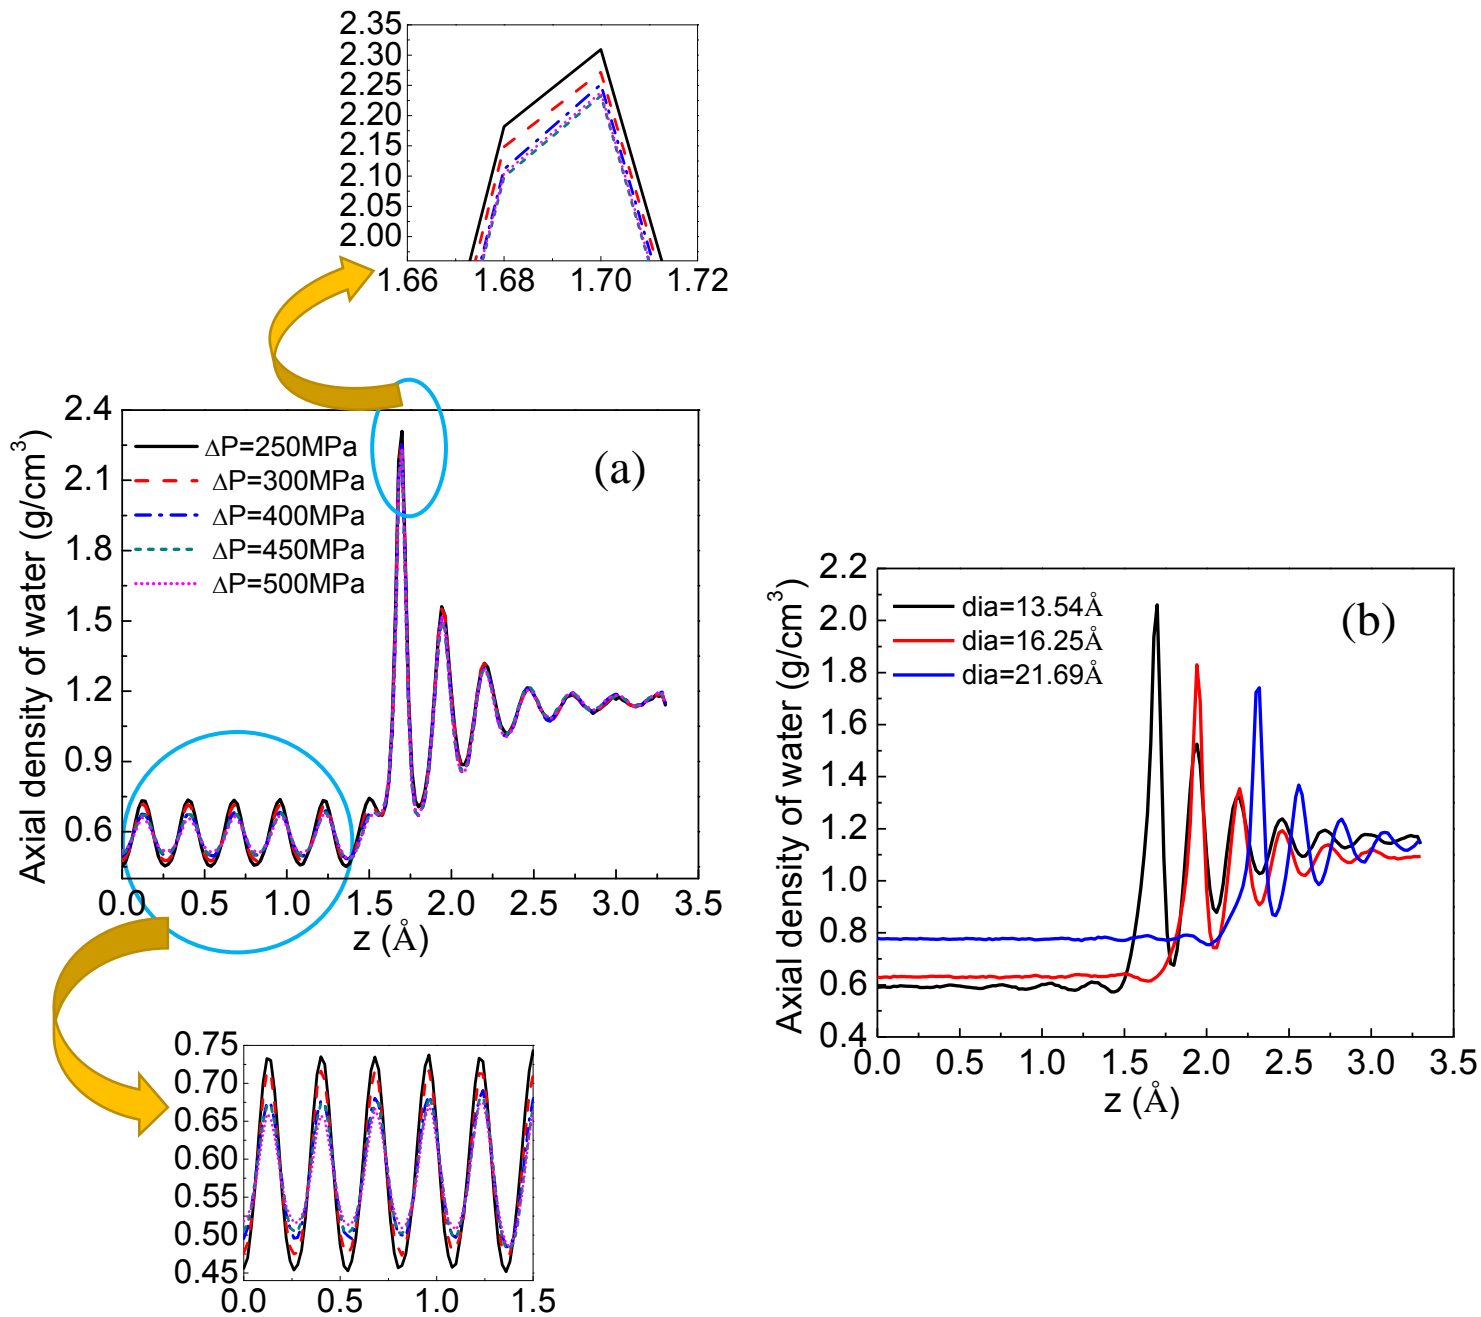 2.35
2.30
2.25
2.20
2.15
2.10
2.05
2.00
1.66 1.68 1.70 1.72
Axial density of water (g/cm³)
2.4
2.1
1.8
1.5
1.2
0.9
0.6
ΔP=250MPa
ΔP=300MPa
ΔP=400MPa
ΔP=450MPa
ΔP=500MPa
(a)
0.0 0.5 1.0 1.5 2.0 2.5 3.0 3.5
z (Å)
0.75
0.70
0.65
0.60
0.55
0.50
0.45
0.0 0.5 1.0 1.5
Axial density of water (g/cm³)
2.2
2.0
1.8
1.6
1.4
1.2
1.0
0.8
0.6
0.4
dia=13.54Å
dia=16.25Å
dia=21.69Å
(b)
0.0 0.5 1.0 1.5 2.0 2.5 3.0 3.5
z (Å)